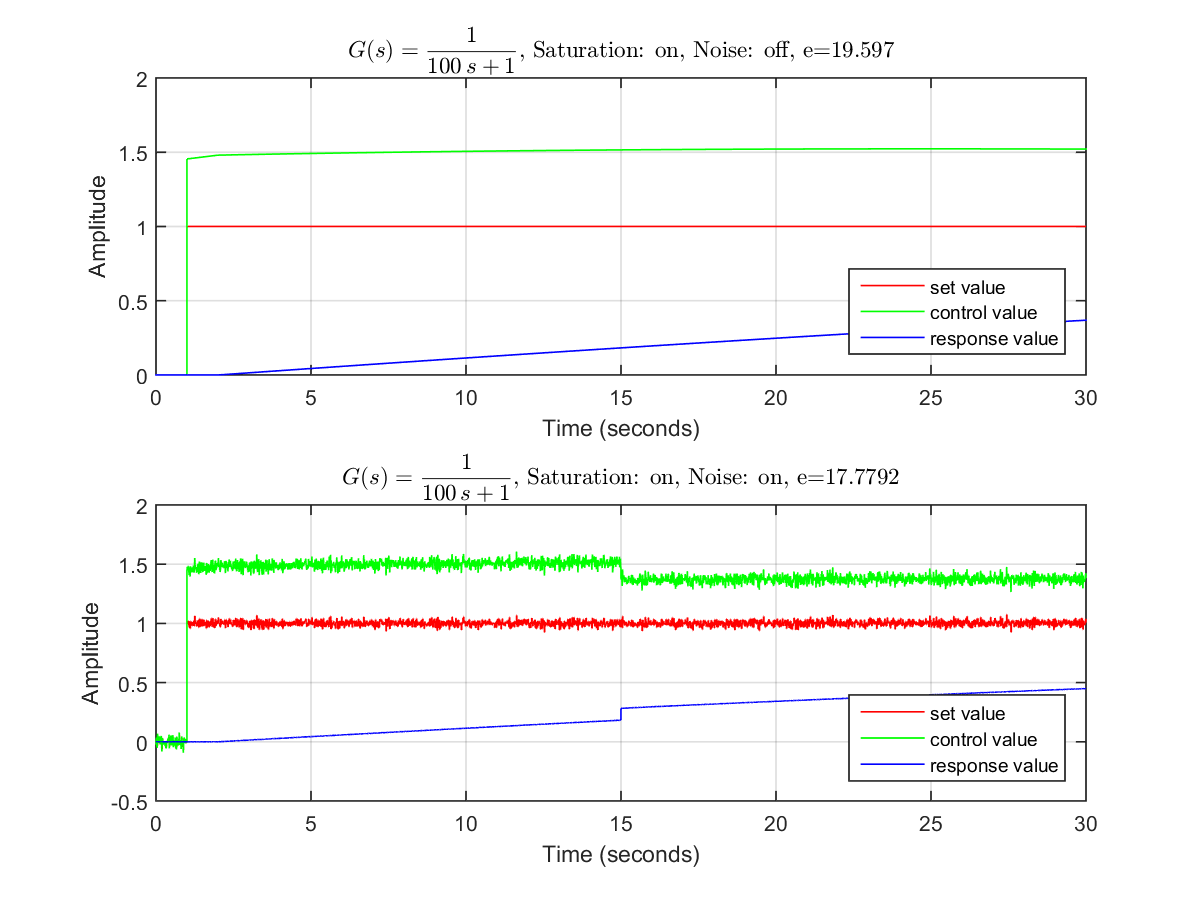 G(s) = 1/(100 s + 1), Saturation: on, Noise: off, e=19.597
2
1.5
1
0.5
0
Amplitude
set value
control value
response value
0 5 10 15 20 25 30
Time (seconds)
G(s) = 1/(100 s + 1), Saturation: on, Noise: on, e=17.7792
2
1.5
1
0.5
0
-0.5
Amplitude
set value
control value
response value
0 5 10 15 20 25 30
Time (seconds)